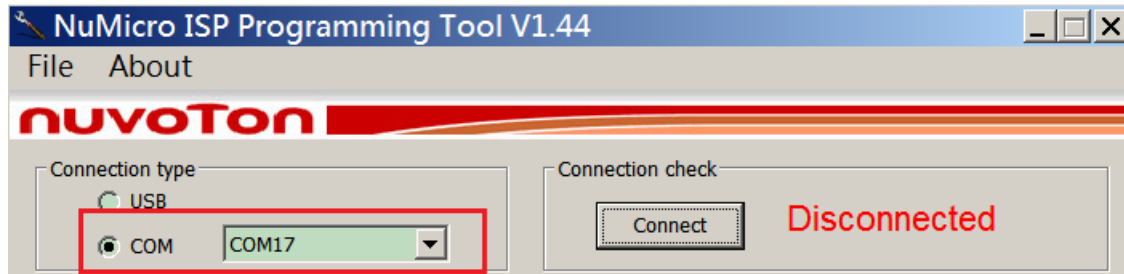 NuMicro ISP Programming Tool V1.44
File About
nuvoTon
Connection type
USB
COM COM17
Connection check
Connect Disconnected